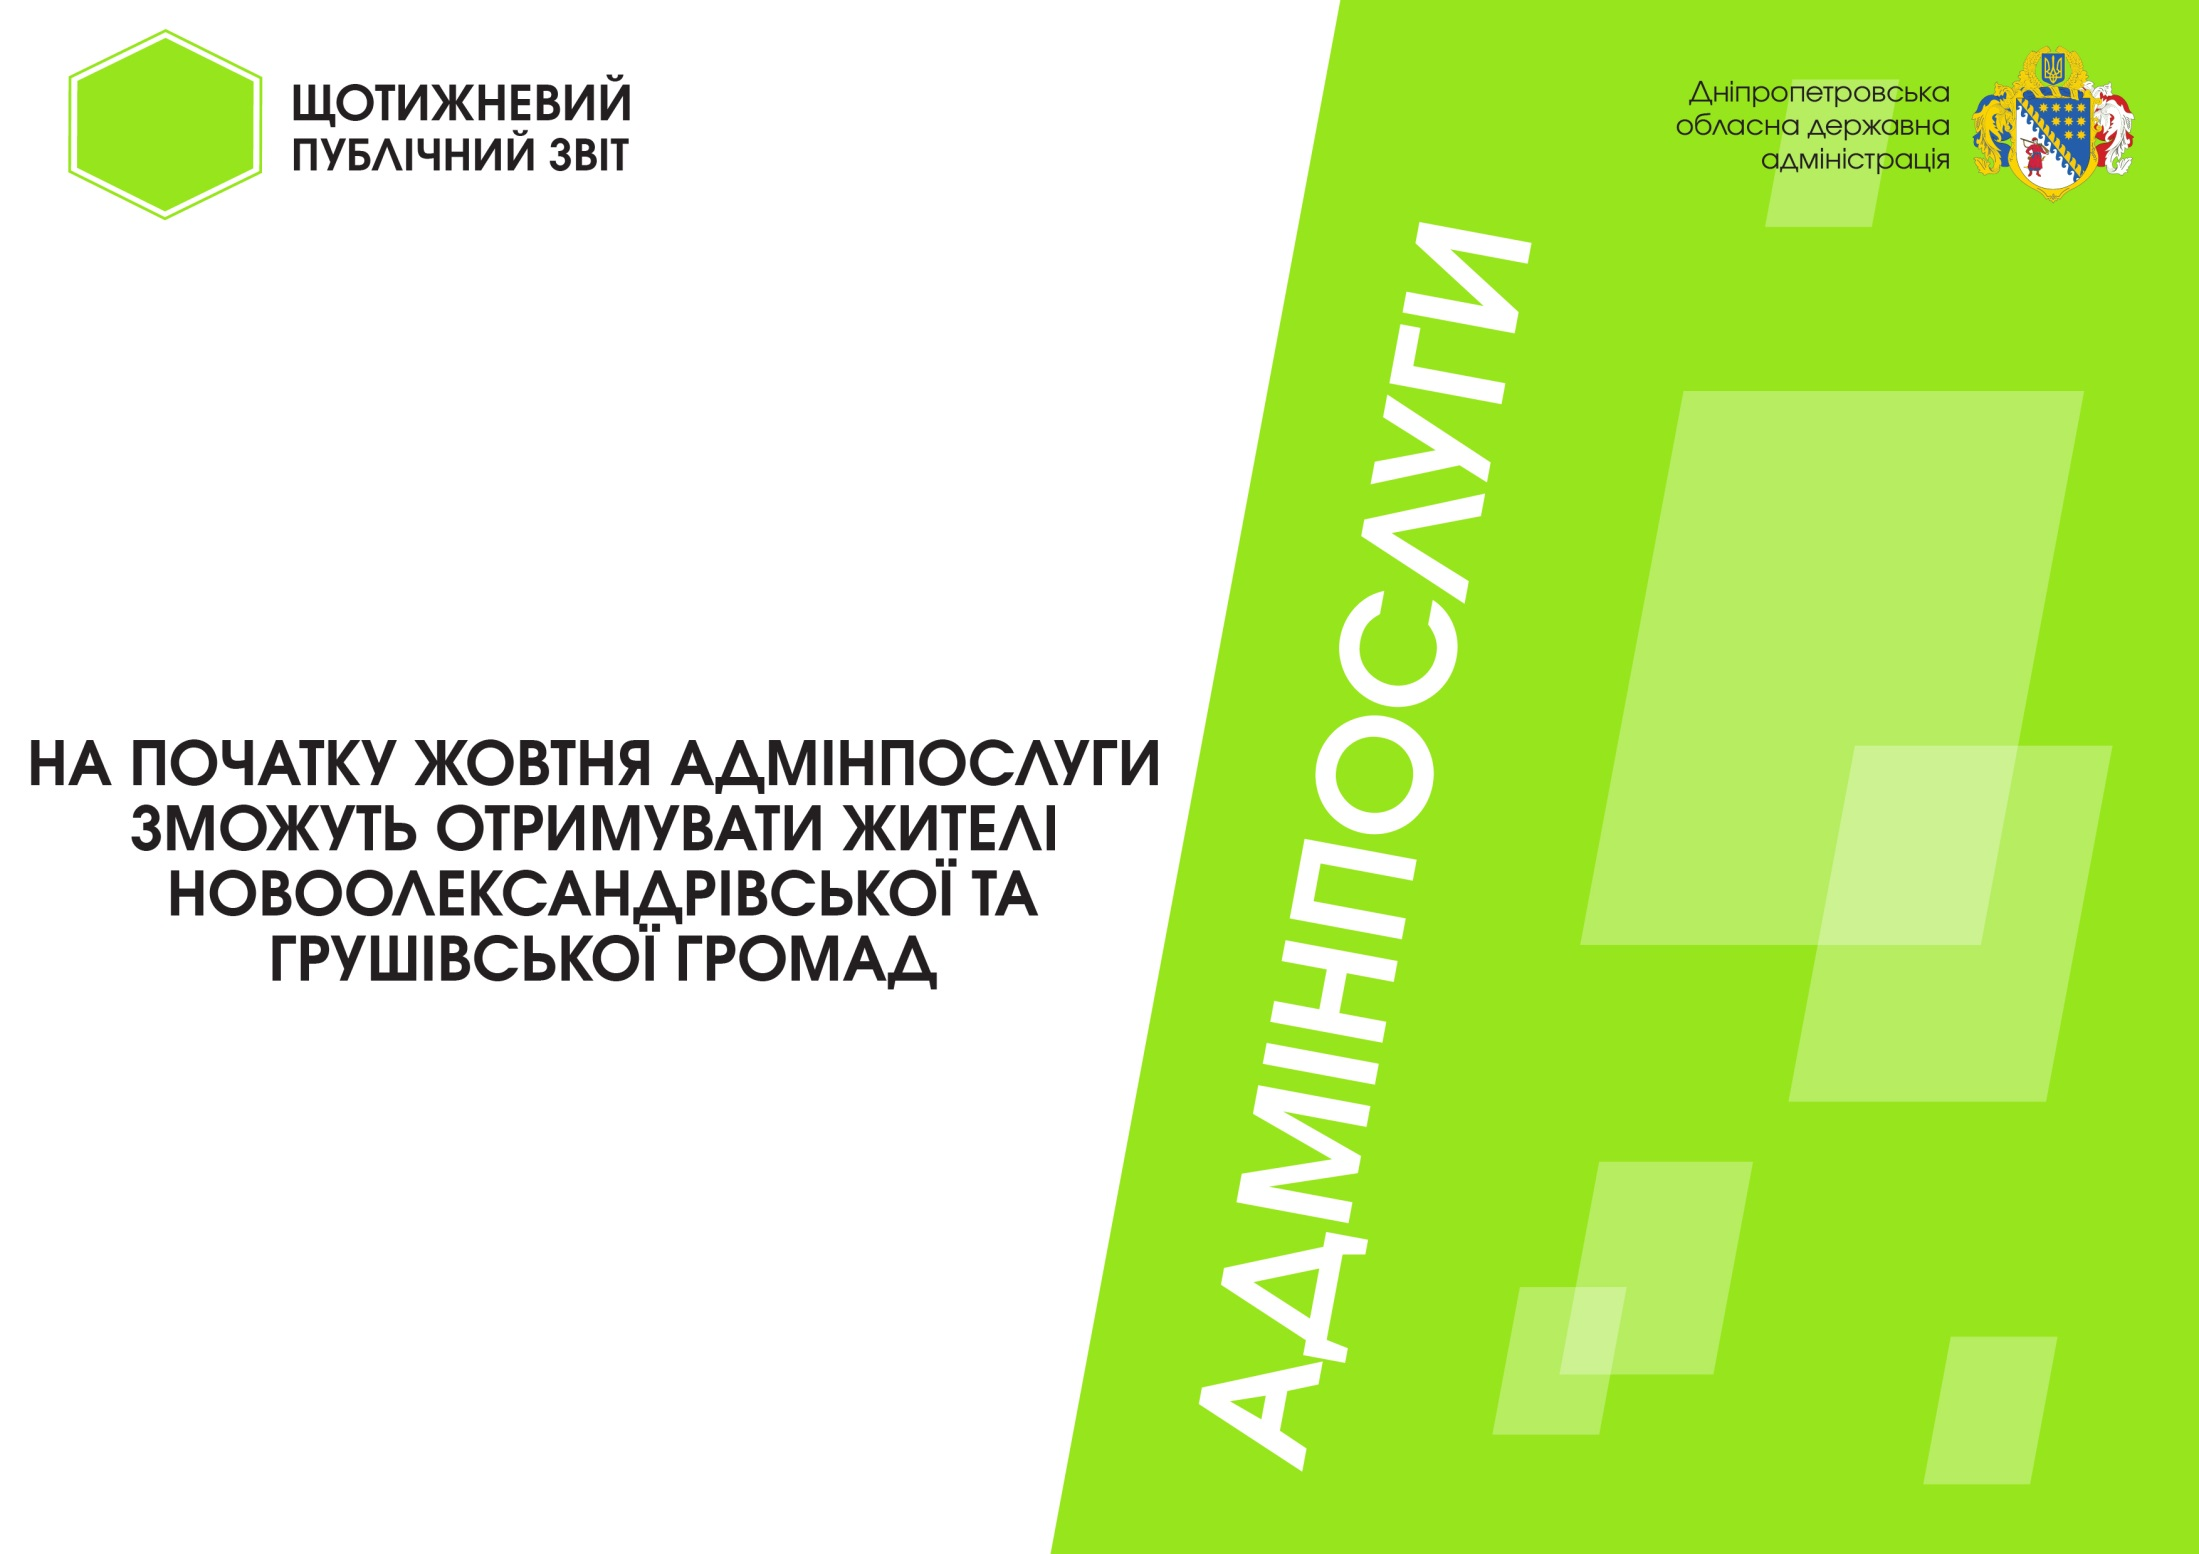 ЩОТИЖНЕВИЙ
ПУБЛІЧНИЙ ЗВІТ
Дніпропетровська
обласна державна
адміністрація
НА ПОЧАТКУ ЖОВТНЯ АДМІНПОСЛУГИ
ЗМОЖУТЬ ОТРИМУВАТИ ЖИТЕЛІ
НОВООЛЕКСАНДРІВСЬКОЇ ТА
ГРУШІВСЬКОЇ ГРОМАД
АДМІНПОСЛУГИ